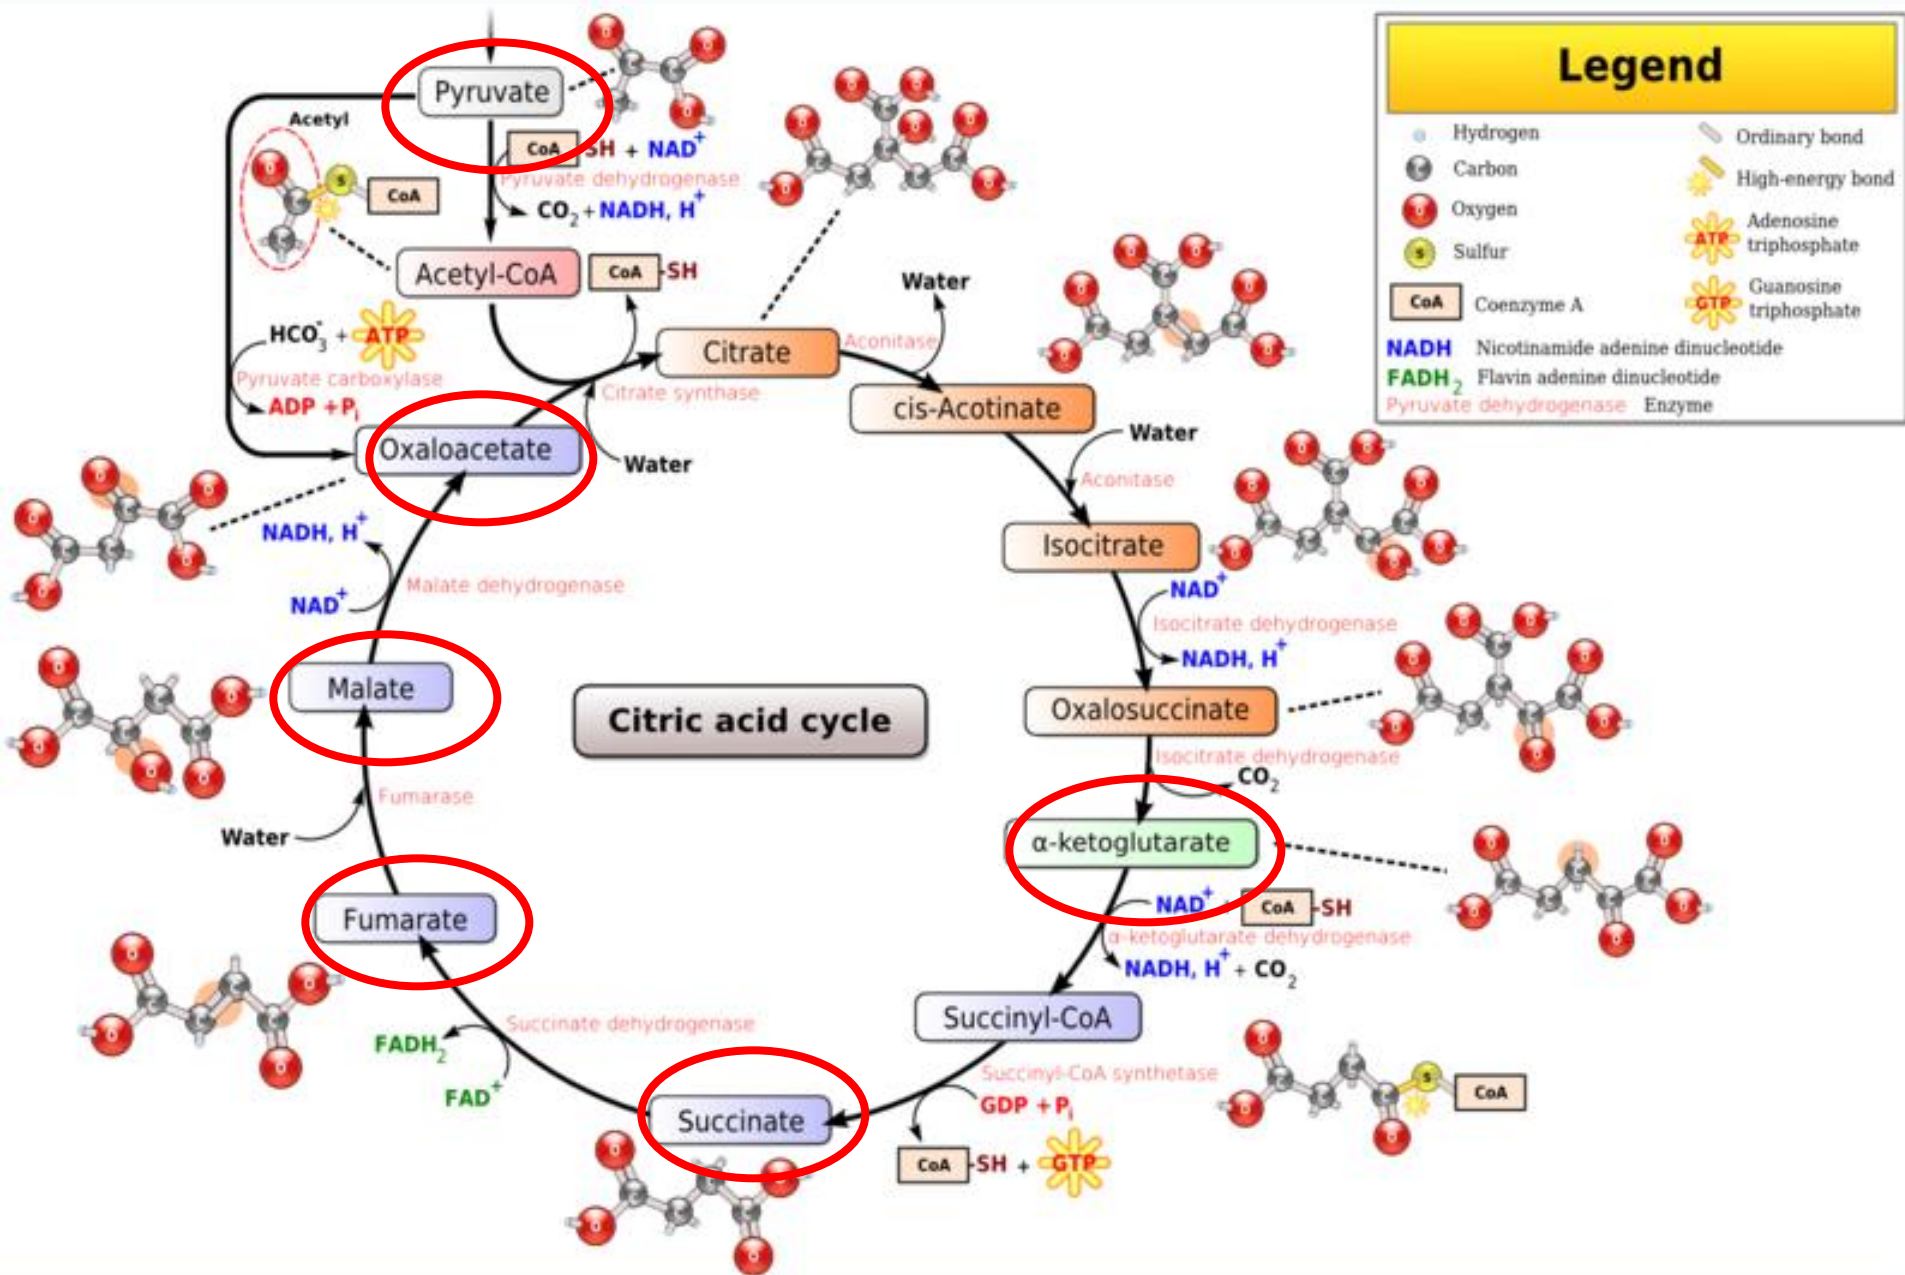 Pyruvate
Acetyl
CoA -SH + NAD+
Pyruvate dehydrogenase
CO2 + NADH, H+
S CoA
Acetyl-CoA
CoA -SH
HCO3- + ATP
Pyruvate carboxylase
ADP + Pi
Citrate
Citrate synthase
Water
Oxaloacetate
Aconitase
Water
cis-Acotinate
Water
Aconitase
Isocitrate
NAD+
Isocitrate dehydrogenase
NADH, H+
Oxalosuccinate
Isocitrate dehydrogenase
CO2
α-ketoglutarate
NAD+ + CoA -SH
α-ketoglutarate dehydrogenase
NADH, H+ + CO2
Succinyl-CoA
S CoA
Succinyl-CoA synthetase
GDP + Pi
CoA -SH + GTP
Succinate
Succinate dehydrogenase
FADH2
FAD+
Fumarate
Fumarase
Water
Malate
Malate dehydrogenase
NAD+
NADH, H+
Citric acid cycle
Legend
Hydrogen
Carbon
Oxygen
S Sulfur
CoA Coenzyme A
Ordinary bond
High-energy bond
ATP Adenosine
triphosphate
GTP Guanosine
triphosphate
NADH Nicotinamide adenine dinucleotide
FADH2 Flavin adenine dinucleotide
Pyruvate dehydrogenase Enzyme